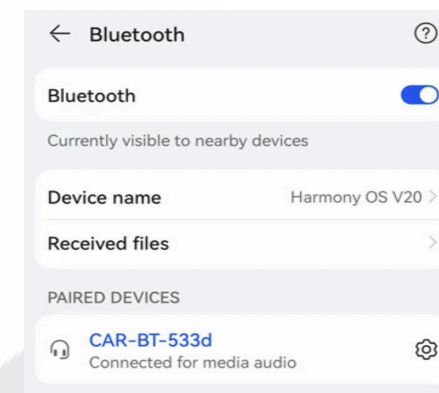 Bluetooth
Bluetooth
Currently visible to nearby devices
Device name Harmony OS V20
Received files
PAIRED DEVICES
CAR-BT-533d
Connected for media audio